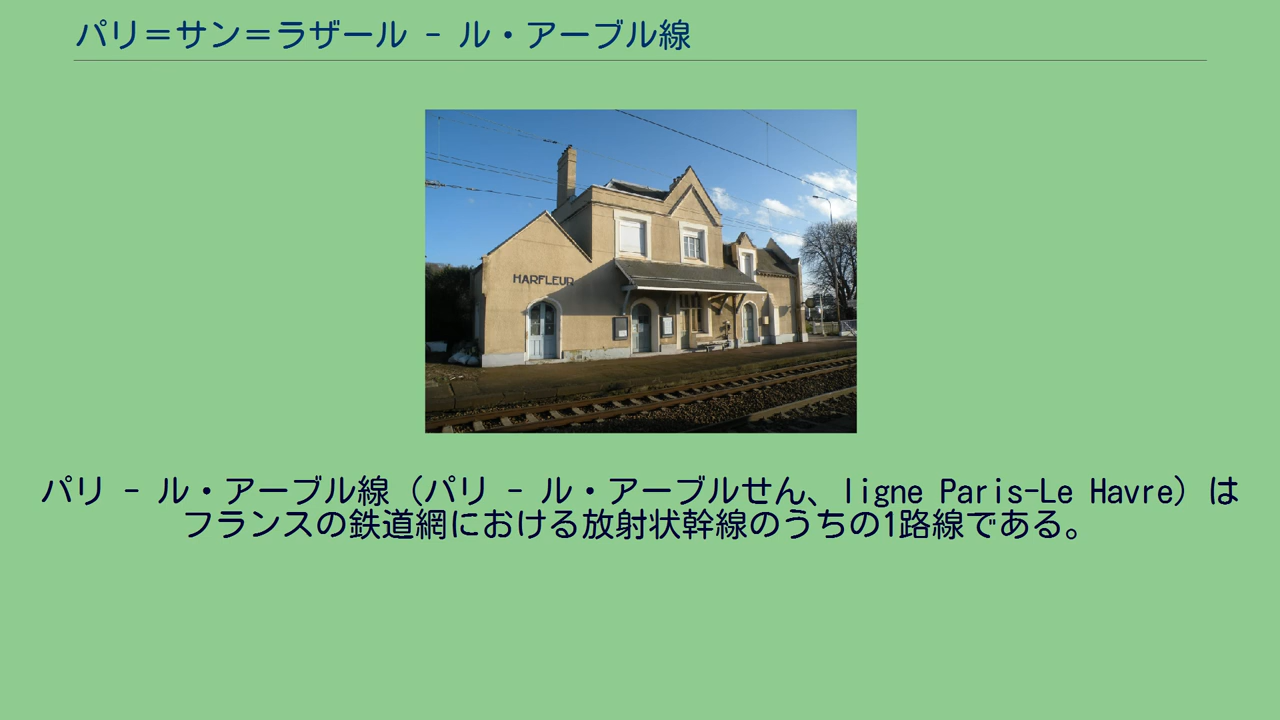 パリ＝サン＝ラザール － ル・アーブル線
HARFLEUR
パリ － ル・アーブル線（パリ － ル・アーブルせん、ligne Paris-Le Havre）は
フランスの鉄道網における放射状幹線のうちの1路線である。